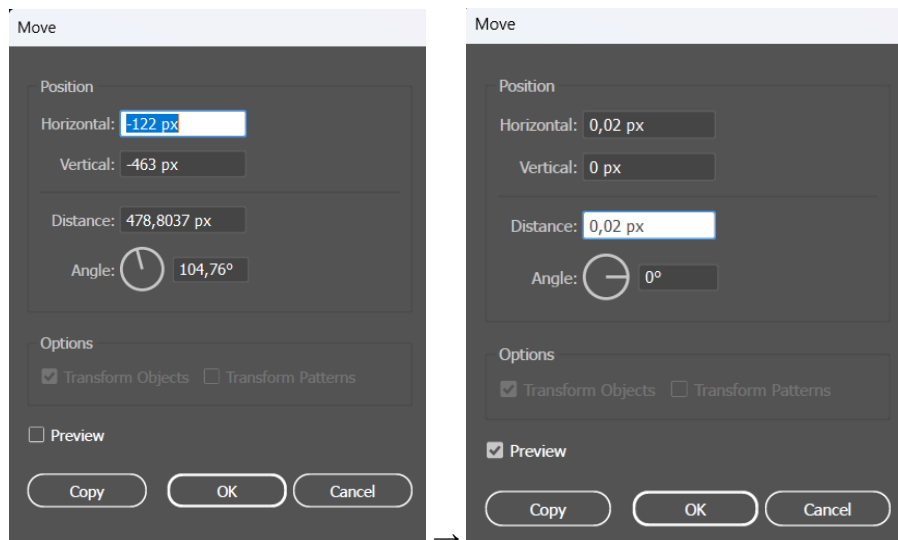 Move
Position
Horizontal: -122 px
Vertical: -463 px
Distance: 478,8037 px
Angle: 104,76°
Options
Transform Objects Transform Patterns
Preview
Copy OK Cancel
→
Move
Position
Horizontal: 0,02 px
Vertical: 0 px
Distance: 0,02 px
Angle: 0°
Options
Transform Objects Transform Patterns
Preview
Copy OK Cancel